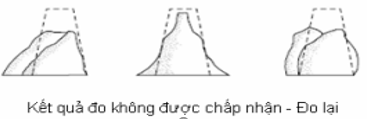 Kết quả đo không được chấp nhận - Đo lại